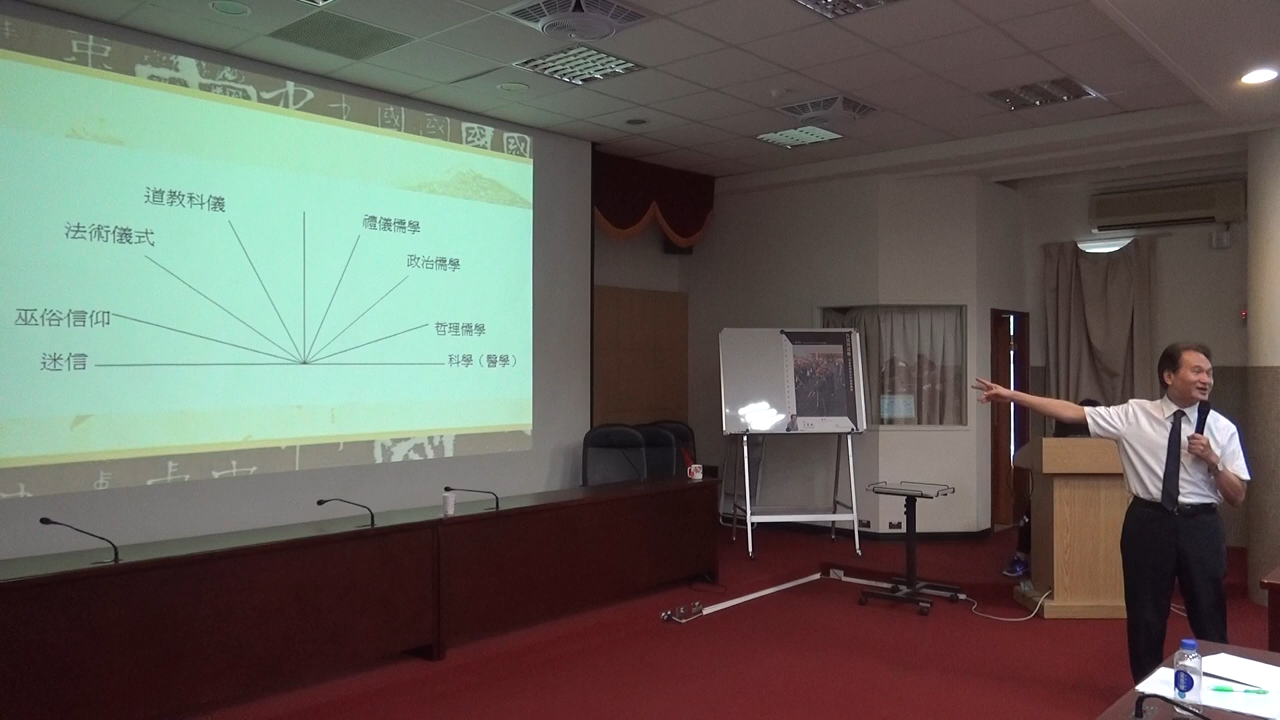 道教科儀
禮儀儒學
法術儀式
政治儒學
巫俗信仰
哲理儒學
迷信
科學（醫學）